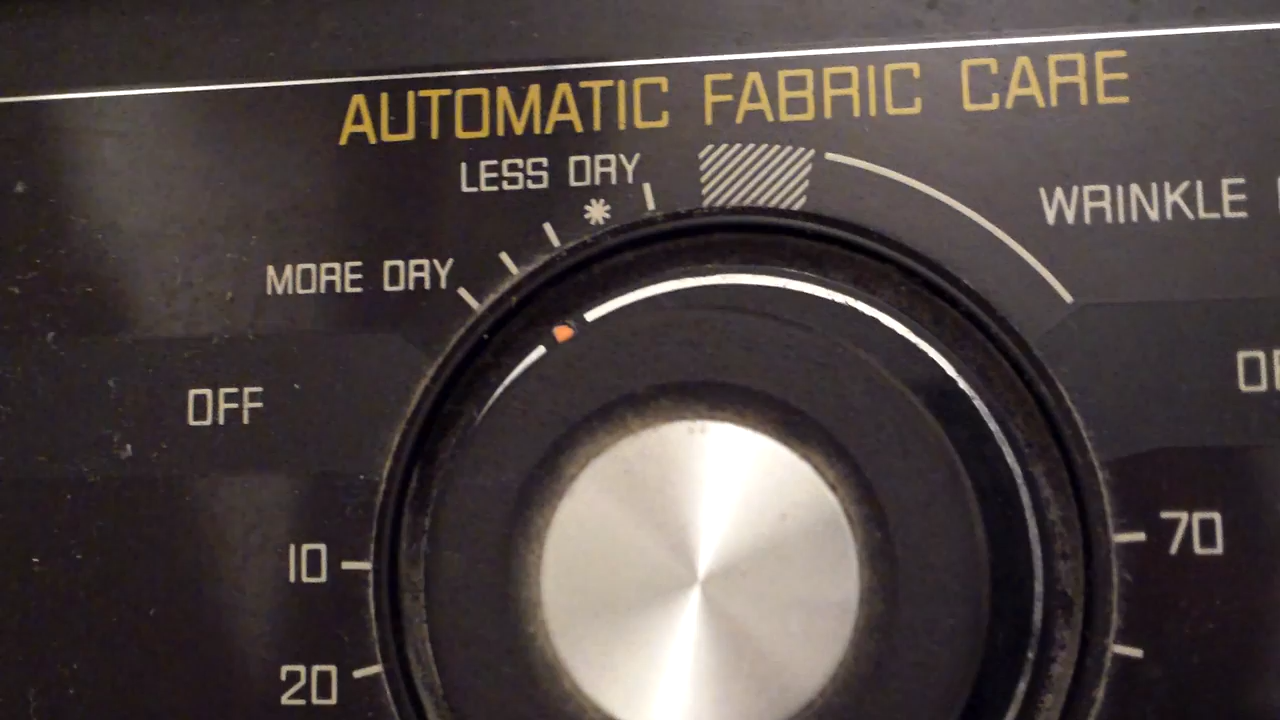 AUTOMATIC FABRIC CARE
LESS DRY
*
WRINKLE
MORE DRY
OFF
10
70
20